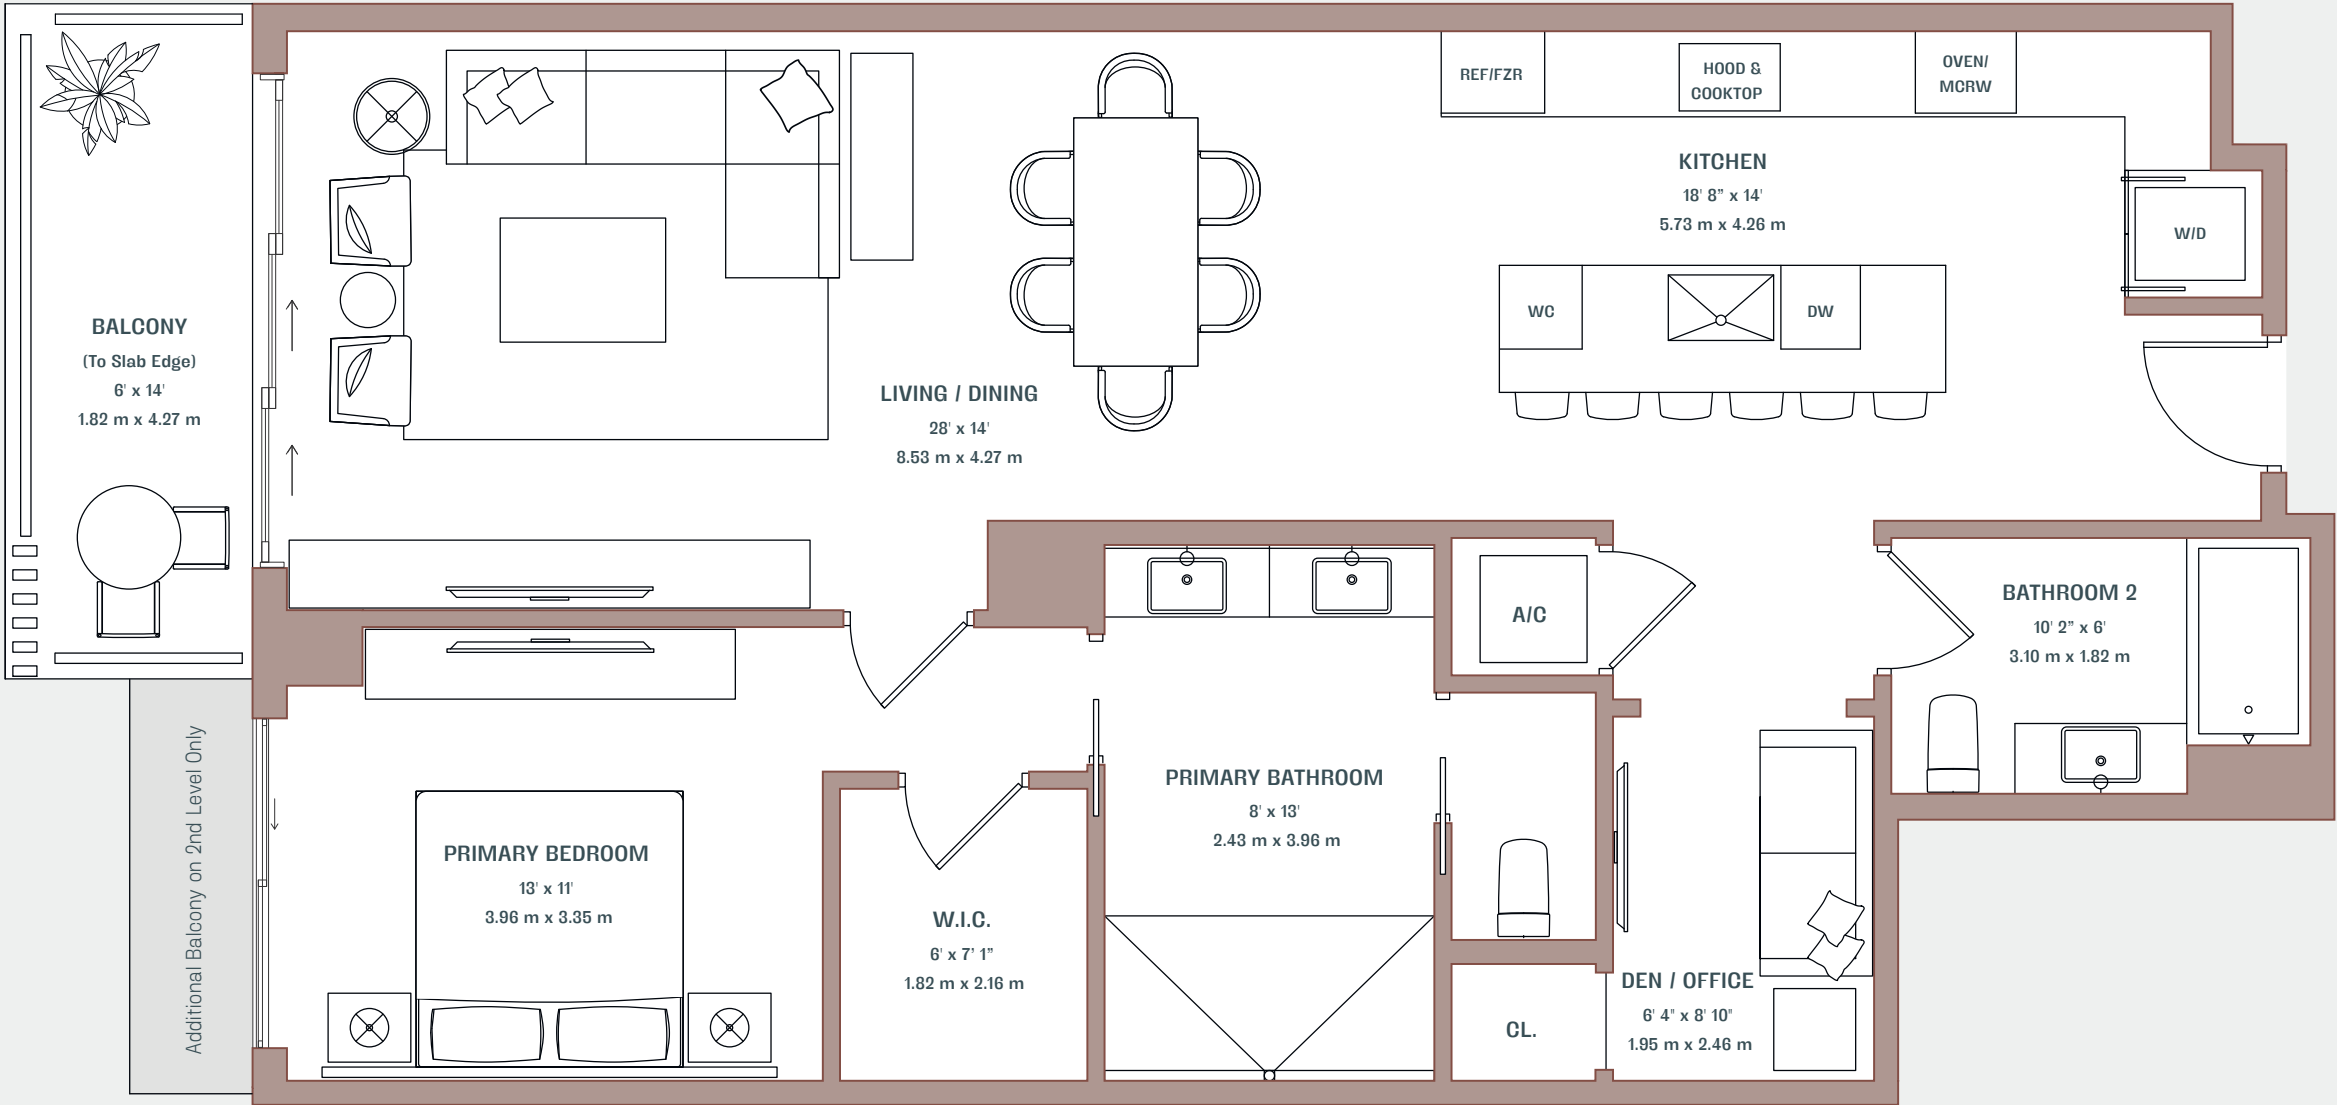 BALCONY
(To Slab Edge)
6' x 14'
1.82 m x 4.27 m
LIVING / DINING
28' x 14'
8.53 m x 4.27 m
REF/FZR
HOOD &
COOKTOP
OVEN/
MCRW
KITCHEN
18' 8” x 14'
5.73 m x 4.26 m
W/D
WC
DW
A/C
BATHROOM 2
10' 2” x 6'
3.10 m x 1.82 m
Additional Balcony on 2nd Level Only
PRIMARY BEDROOM
13' x 11'
3.96 m x 3.35 m
W.I.C.
6' x 7' 1”
1.82 m x 2.16 m
PRIMARY BATHROOM
8' x 13'
2.43 m x 3.96 m
CL.
DEN / OFFICE
6' 4" x 8' 10"
1.95 m x 2.46 m